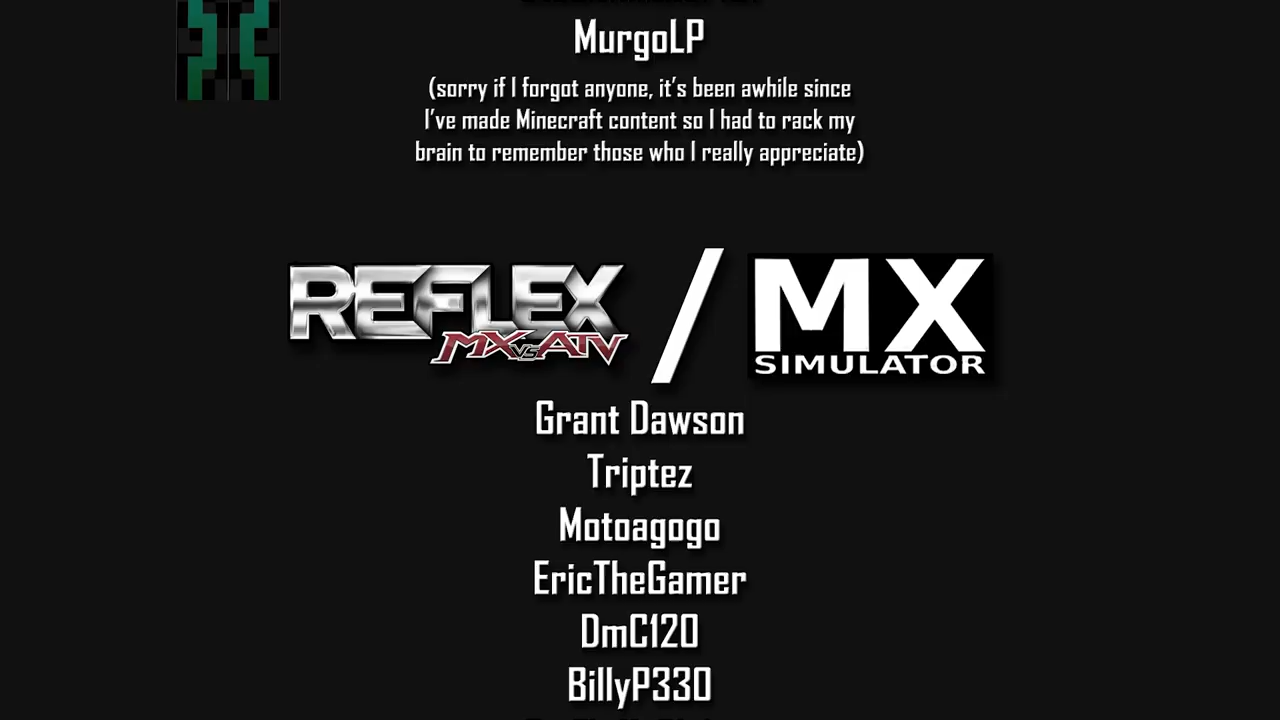 MurgoLP
(sorry if I forgot anyone, it's been awhile since
I've made Minecraft content so I had to rack my
brain to remember those who I really appreciate)
REFLEX / MX
MX vs ATV SIMULATOR
Grant Dawson
Triptez
Motoagogo
EricTheGamer
DmC120
BillyP330